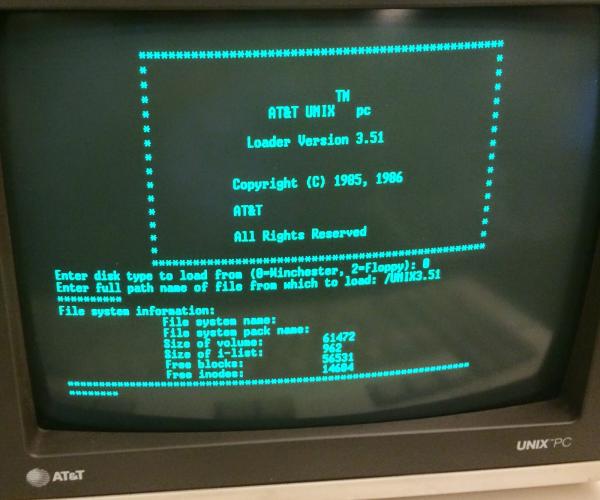 ****************************************************
TM
AT&T UNIX pc
Loader Version 3.51
Copyright (C) 1985, 1986
AT&T
All Rights Reserved
****************************************************
Enter disk type to load from (0=Winchester, 2=Floppy): 0
Enter full path name of file from which to load: /UNIX3.51
**********
File system information:
File system name:
File system pack name:
Size of volume: 61472
Size of i-list: 962
Free blocks: 56531
Free inodes: 14604
************************************************************
********
AT&T
UNIX™PC